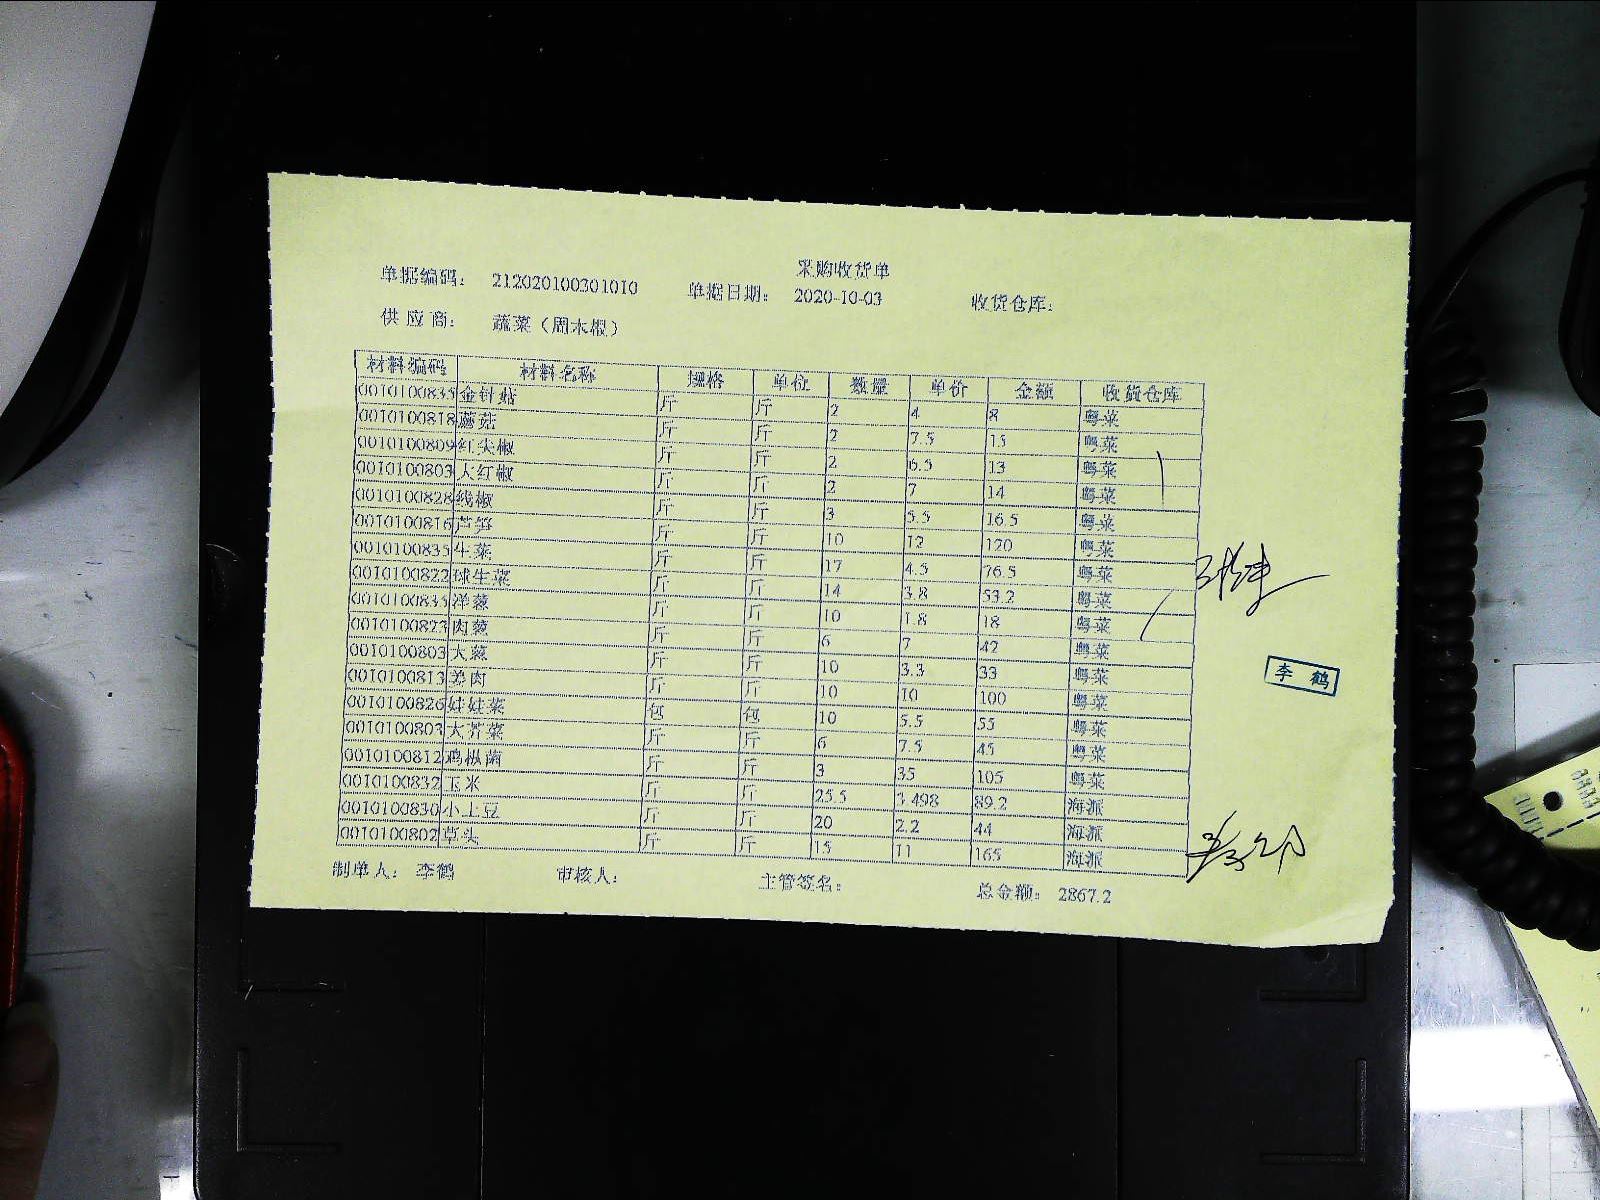 采购收货单
单据编码: 212020100301010 单据日期: 2020-10-03 收货仓库:
供应商: 蔬菜(周木根)
材料编码 材料名称 规格 单位 数量 单价 金额 收货仓库
0010100835 金针菇 斤 斤 2 4 8 粤菜
0010100818 蘑菇 斤 斤 2 7.5 15 粤菜
0010100809 红尖椒 斤 斤 2 6.5 13 粤菜
0010100803 大红椒 斤 斤 2 7 14 粤菜
0010100828 线椒 斤 斤 3 5.5 16.5 粤菜
0010100816 芦笋 斤 斤 10 12 120 粤菜
0010100835 生菜 斤 斤 17 4.5 76.5 粤菜
0010100822 球生菜 斤 斤 14 3.8 53.2 粤菜
0010100835 洋葱 斤 斤 10 1.8 18 粤菜
0010100823 肉葱 斤 斤 6 7 42 粤菜
0010100803 大葱 斤 斤 10 3.3 33 粤菜
0010100813 姜肉 斤 斤 10 10 100 粤菜
0010100826 娃娃菜 包 包 10 5.5 55 粤菜
0010100803 大芥菜 斤 斤 6 7.5 45 粤菜
0010100812 鸡枞菌 斤 斤 3 35 105 粤菜
0010100832 玉米 斤 斤 25.5 3.498 89.2 海派
0010100830 小土豆 斤 斤 20 2.2 44 海派
0010100802 草头 斤 斤 15 11 165 海派
李鹤
制单人: 李鹤 审核人: 主管签名: 总金额: 2867.2